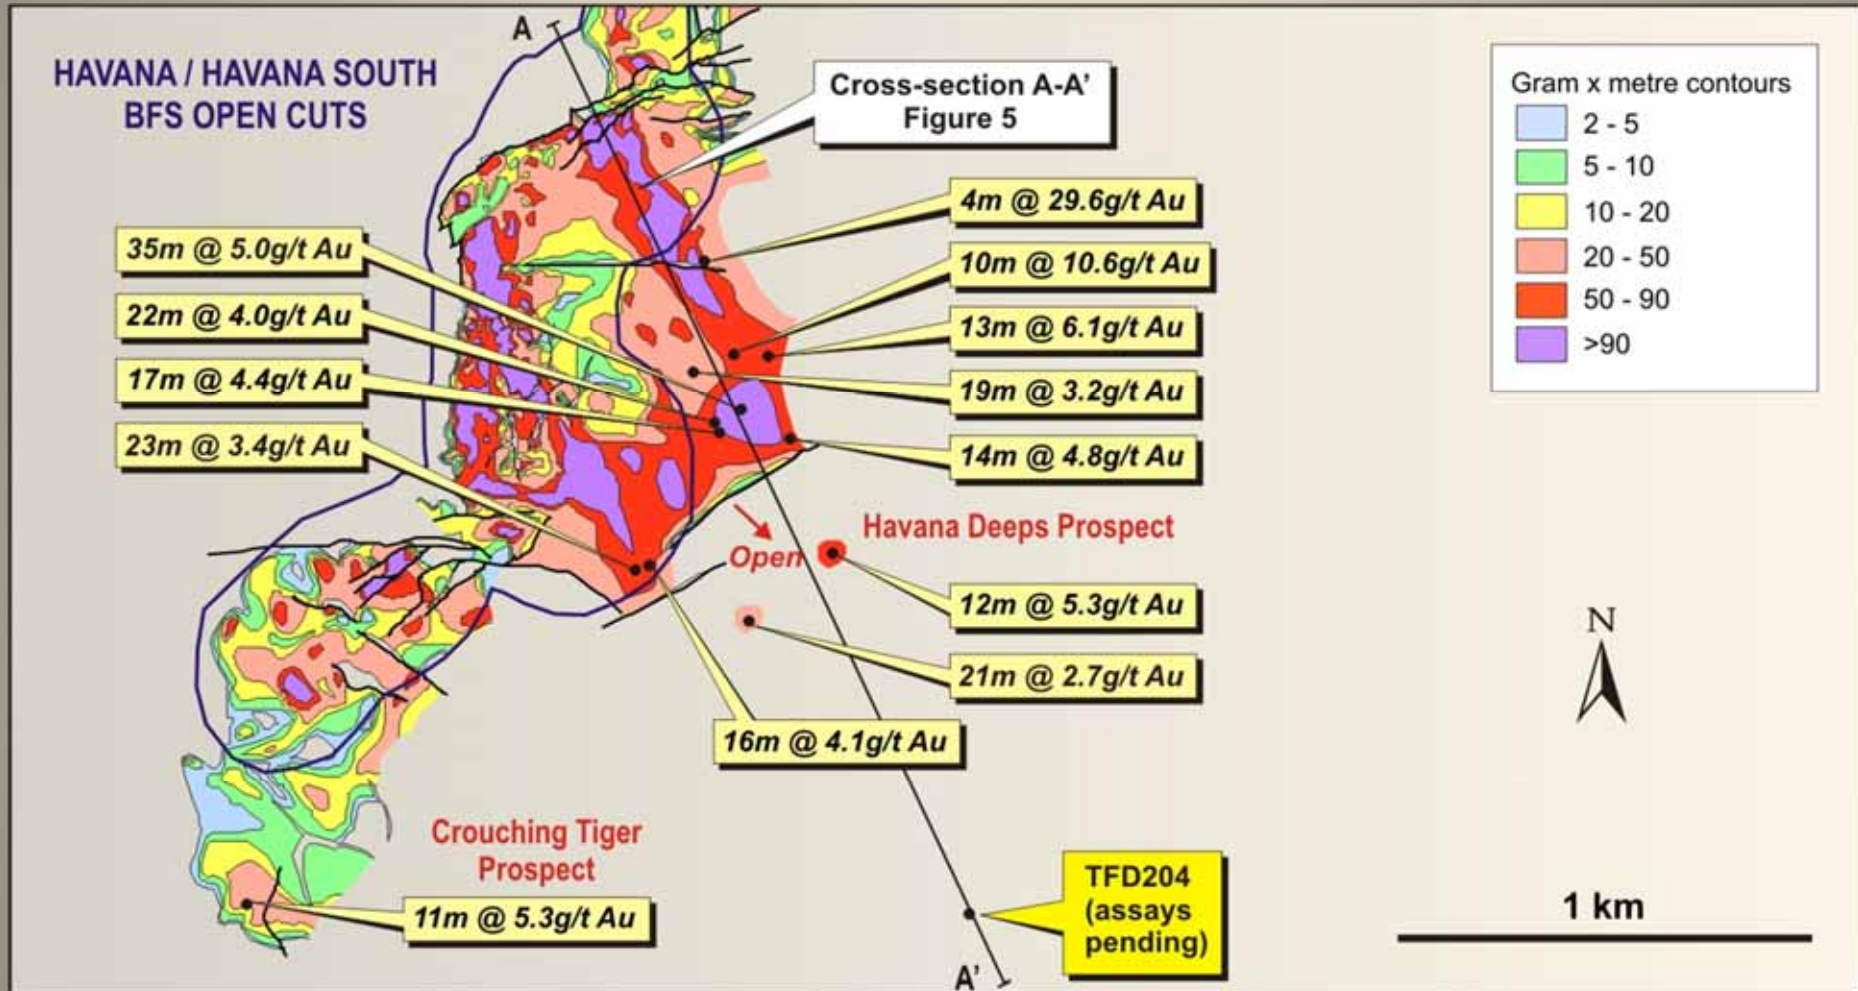 A
HAVANA / HAVANA SOUTH
BFS OPEN CUTS
Cross-section A-A’
Figure 5
Gram x metre contours
2 - 5
5 - 10
10 - 20
20 - 50
50 - 90
>90
35m @ 5.0g/t Au
22m @ 4.0g/t Au
17m @ 4.4g/t Au
23m @ 3.4g/t Au
4m @ 29.6g/t Au
10m @ 10.6g/t Au
13m @ 6.1g/t Au
19m @ 3.2g/t Au
14m @ 4.8g/t Au
Havana Deeps Prospect
Open
12m @ 5.3g/t Au
21m @ 2.7g/t Au
16m @ 4.1g/t Au
N
Crouching Tiger
Prospect
11m @ 5.3g/t Au
TFD204
(assays
pending)
1 km
A’